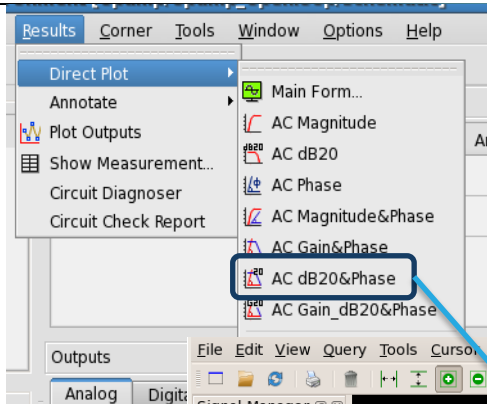 Results Corner Tools Window Options Help
Direct Plot
Annotate
Plot Outputs
Show Measurement...
Circuit Diagnoser
Circuit Check Report
Main Form...
AC Magnitude
dB20 AC dB20
AC Phase
AC Magnitude&Phase
AC Gain&Phase
AC dB20&Phase
AC Gain_dB20&Phase
Outputs
Analog
File Edit View Query Tools Cursor